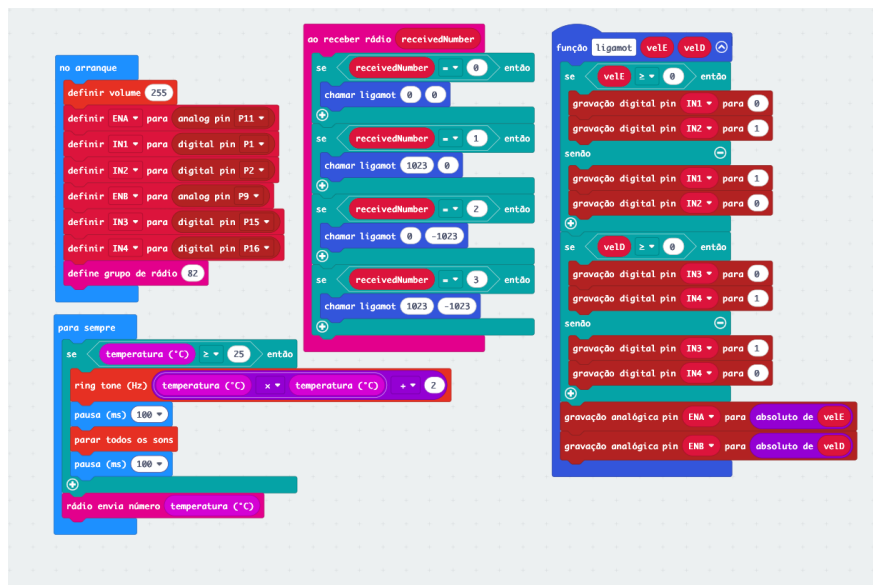 no arranque
definir volume 255
definir ENA para analog pin P11
definir IN1 para digital pin P1
definir IN2 para digital pin P2
definir ENB para analog pin P9
definir IN3 para digital pin P15
definir IN4 para digital pin P16
define grupo de rádio 82
para sempre
se temperatura (°C) ≥ 25 então
ring tone (Hz) temperatura (°C) × temperatura (°C) + 2
pausa (ms) 100
parar todos os sons
pausa (ms) 100
rádio envia número temperatura (°C)
ao receber rádio receivedNumber
se receivedNumber = 0 então
chamar ligamot 0 0
se receivedNumber = 1 então
chamar ligamot 1023 0
se receivedNumber = 2 então
chamar ligamot 0 -1023
se receivedNumber = 3 então
chamar ligamot 1023 -1023
função ligamot velE velD
se velE ≥ 0 então
gravação digital pin IN1 para 0
gravação digital pin IN2 para 1
senão
gravação digital pin IN1 para 1
gravação digital pin IN2 para 0
se velD ≥ 0 então
gravação digital pin IN3 para 0
gravação digital pin IN4 para 1
senão
gravação digital pin IN3 para 1
gravação digital pin IN4 para 0
gravação analógica pin ENA para absoluto de velE
gravação analógica pin ENB para absoluto de velD